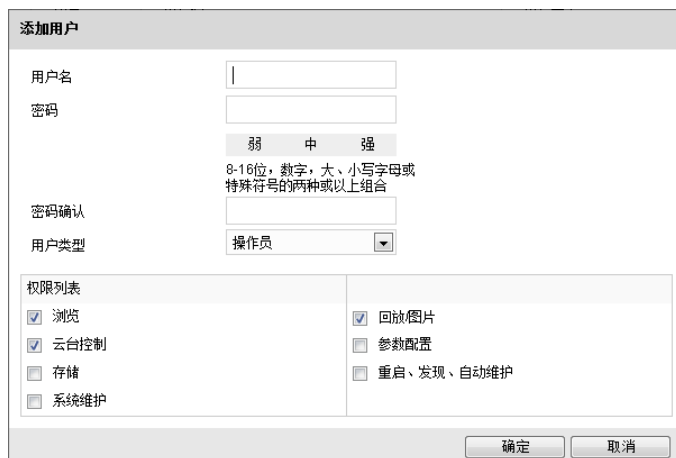 添加用户
用户名
密码
弱 中 强
8-16位，数字，大、小写字母或
特殊符号的两种或以上组合
密码确认
用户类型 操作员
权限列表
浏览 回放/图片
云台控制 参数配置
存储 重启、发现、自动维护
系统维护
确定 取消